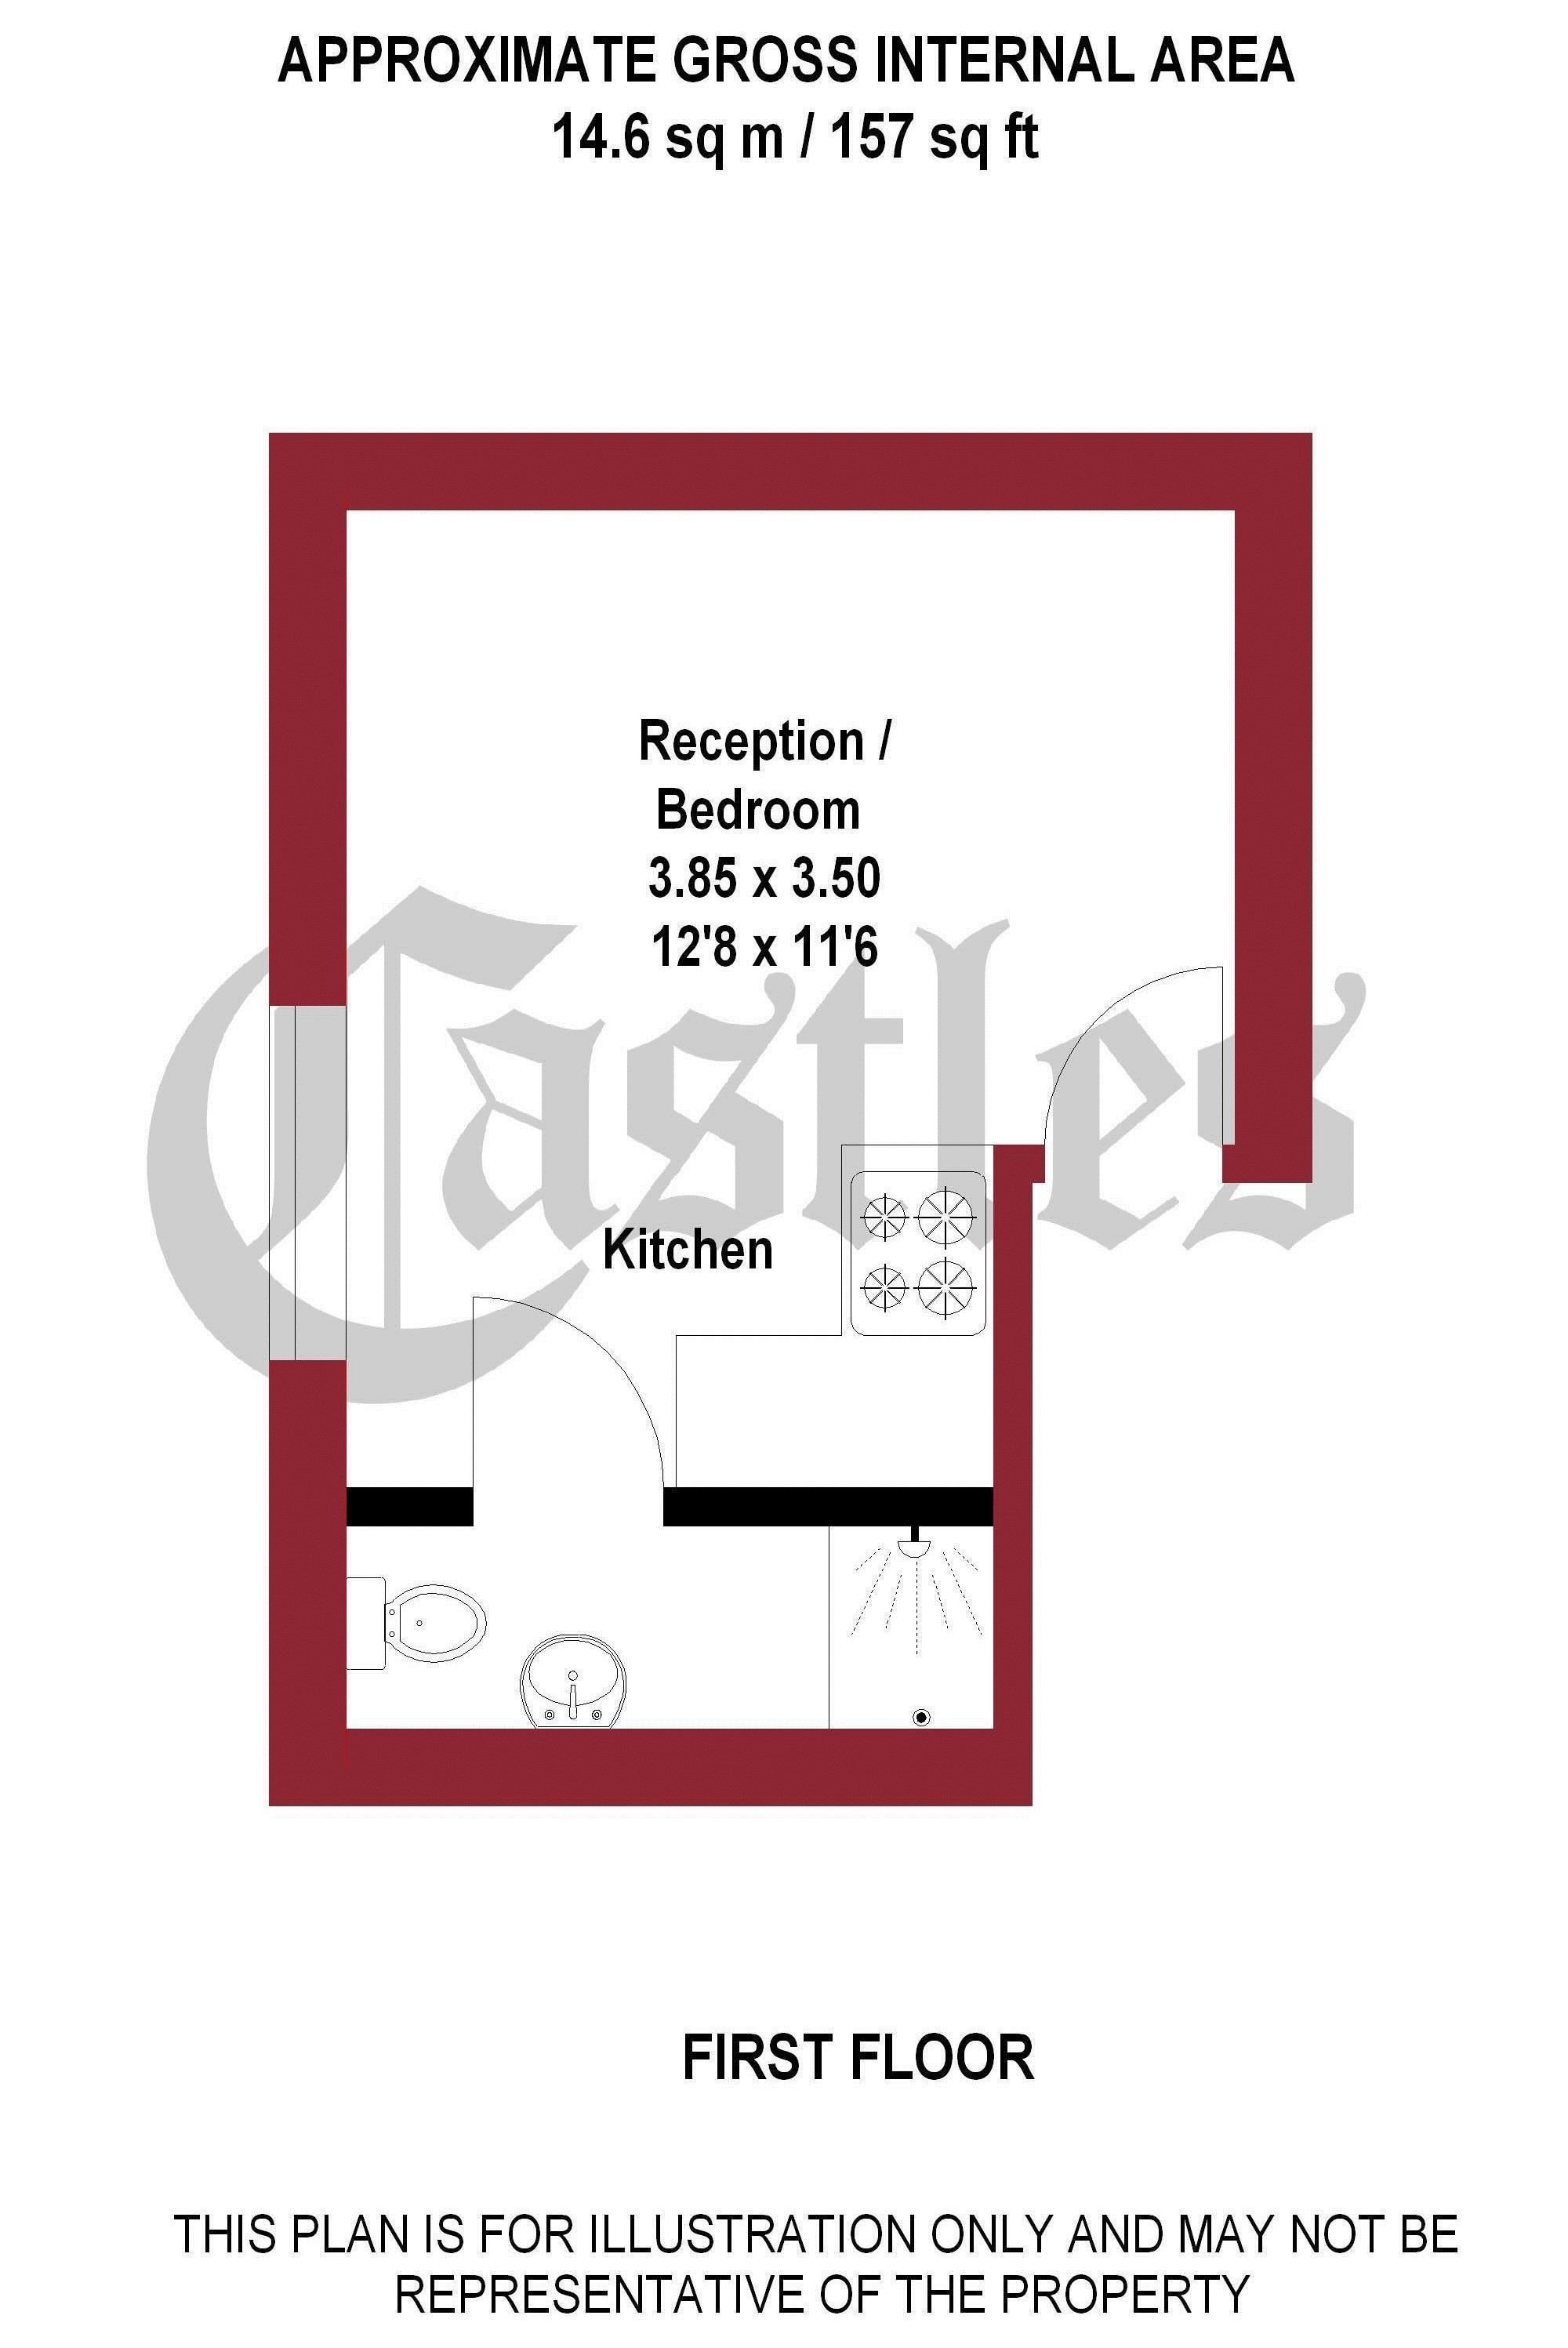 APPROXIMATE GROSS INTERNAL AREA
14.6 sq m / 157 sq ft
Reception /
Bedroom
3.85 x 3.50
12'8 x 11'6
Castles
Kitchen
FIRST FLOOR
THIS PLAN IS FOR ILLUSTRATION ONLY AND MAY NOT BE
REPRESENTATIVE OF THE PROPERTY